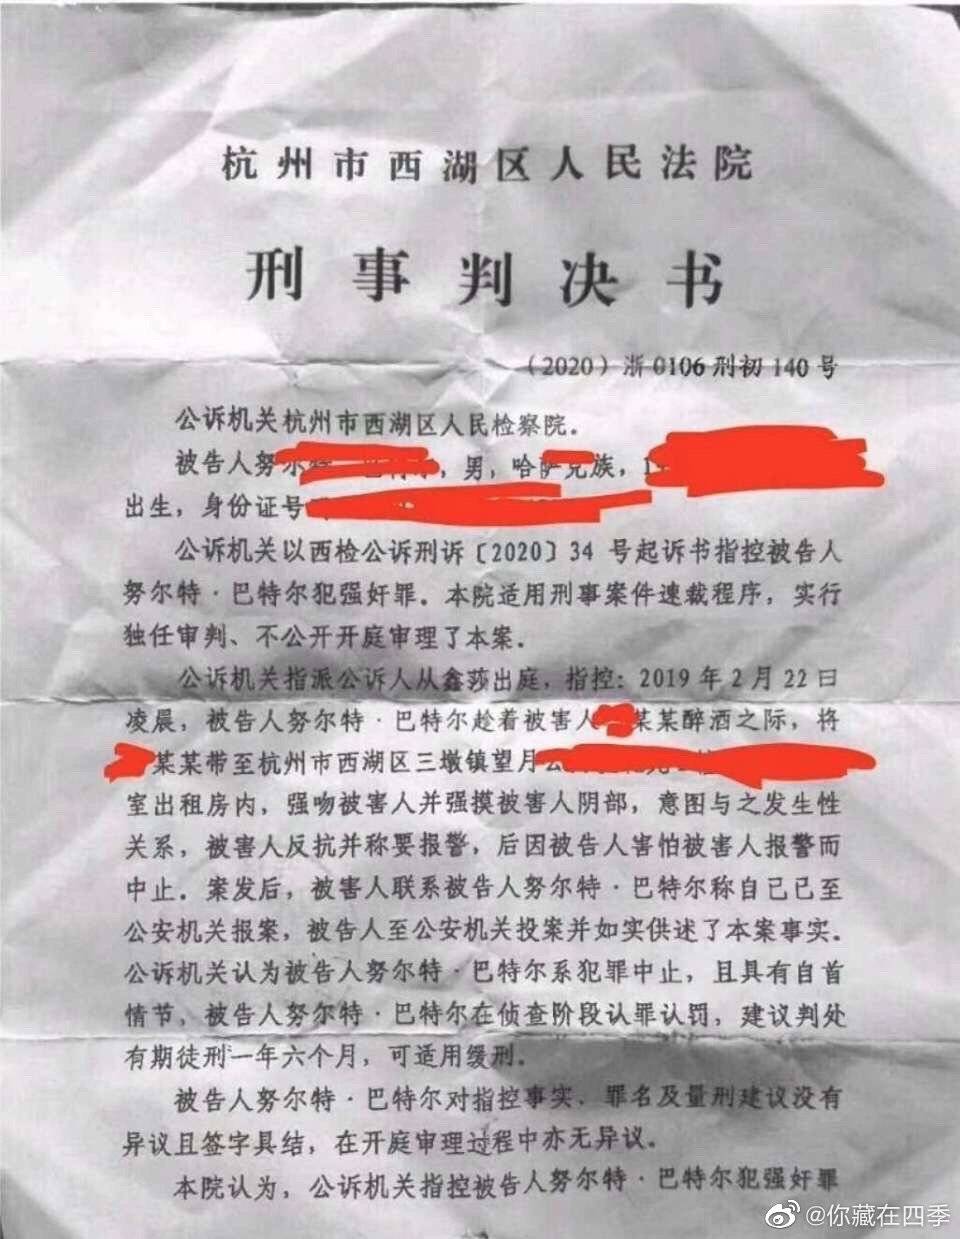 杭州市西湖区人民法院
刑事判决书
（2020）浙0106刑初140号
公诉机关杭州市西湖区人民检察院。
被告人努尔，男，哈萨克族，1
出生，身份证号
公诉机关以西检公诉刑诉〔2020〕34号起诉书指控被告人
努尔特·巴特尔犯强奸罪。本院适用刑事案件速裁程序，实行
独任审判、不公开开庭审理了本案。
公诉机关指派公诉人从鑫莎出庭，指控：2019年2月22日
凌晨，被告人努尔特·巴特尔趁着被害人某某醉酒之际，将
某某带至杭州市西湖区三墩镇望月
室出租房内，强吻被害人并强摸被害人阴部，意图与之发生性
关系，被害人反抗并称要报警，后因被告人害怕被害人报警而
中止。案发后，被害人联系被告人努尔特·巴特尔称自己已至
公安机关报案，被告人至公安机关投案并如实供述了本案事实。
公诉机关认为被告人努尔特·巴特尔系犯罪中止，且具有自首
情节，被告人努尔特·巴特尔在侦查阶段认罪认罚，建议判处
有期徒刑一年六个月，可适用缓刑。
被告人努尔特·巴特尔对指控事实、罪名及量刑建议没有
异议且签字具结，在开庭审理过程中亦无异议。
本院认为，公诉机关指控被告人努尔特·巴特尔犯强奸罪
@你藏在四季